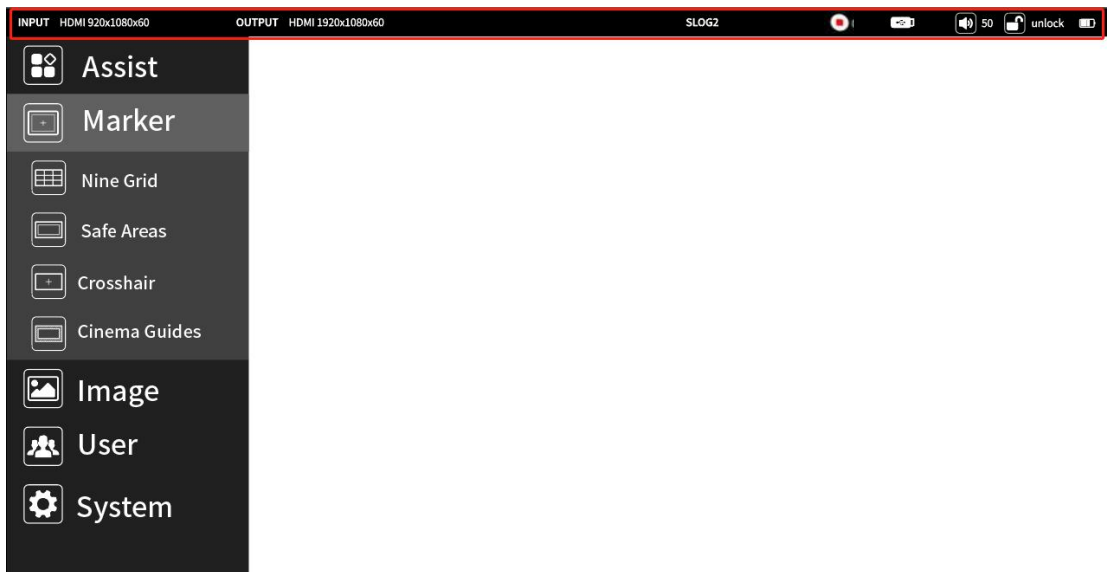 INPUT HDMI 920x1080x60 OUTPUT HDMI 1920x1080x60 SLOG2 50 unlock
Assist
Marker
Nine Grid
Safe Areas
Crosshair
Cinema Guides
Image
User
System